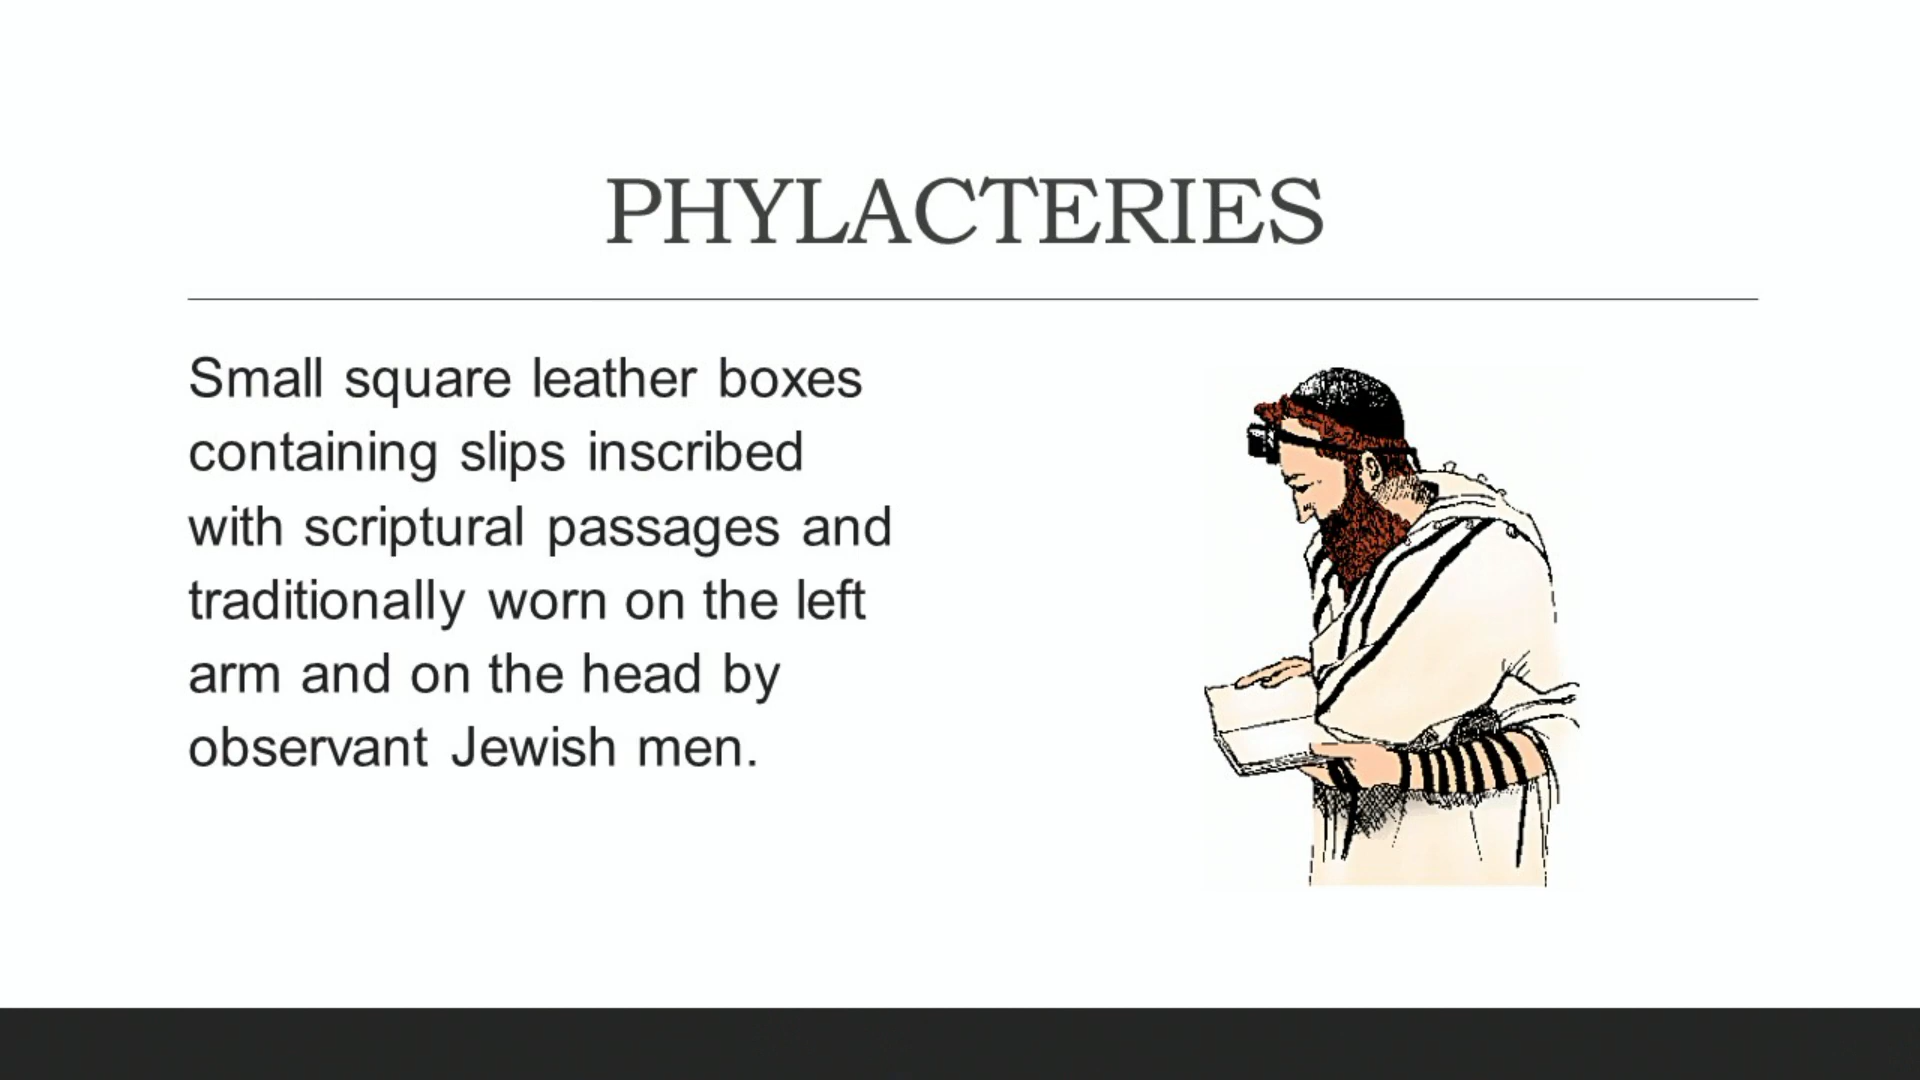 PHYLACTERIES
Small square leather boxes
containing slips inscribed
with scriptural passages and
traditionally worn on the left
arm and on the head by
observant Jewish men.